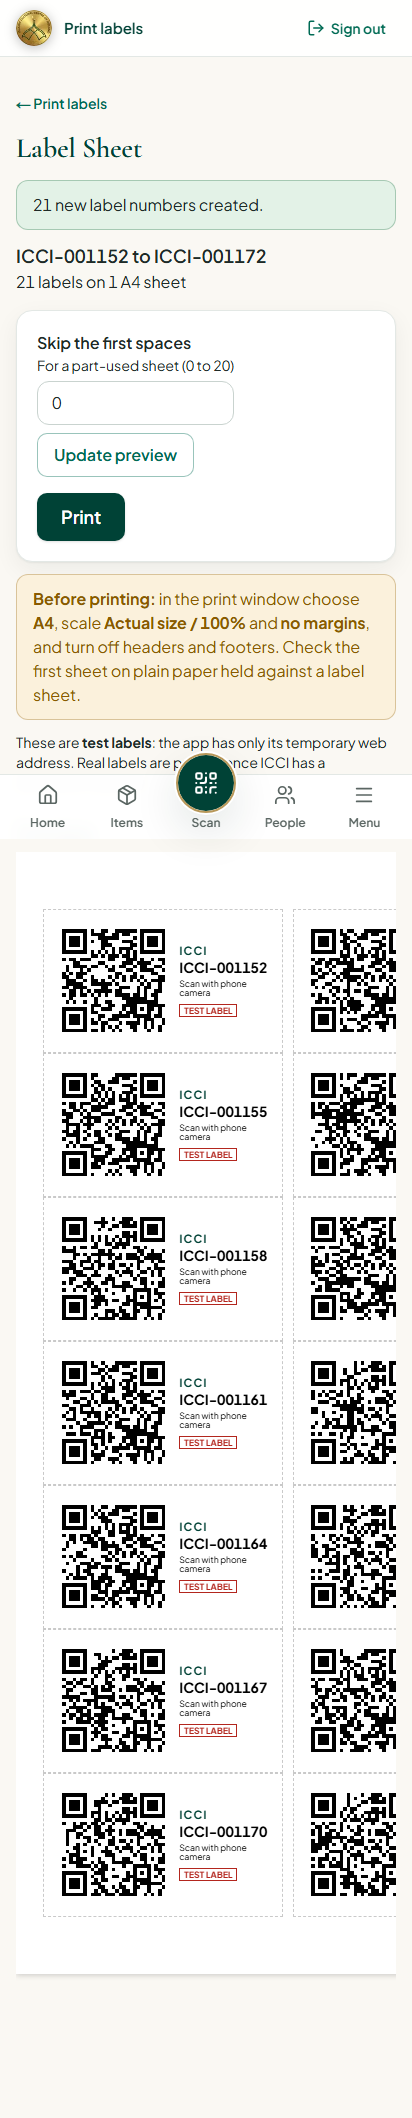 Print labels
Sign out
← Print labels
Label Sheet
21 new label numbers created.
ICCI-001152 to ICCI-001172
21 labels on 1 A4 sheet
Skip the first spaces
For a part-used sheet (0 to 20)
0
Update preview
Print
Before printing: in the print window choose
A4, scale Actual size / 100% and no margins,
and turn off headers and footers. Check the
first sheet on plain paper held against a label
sheet.
These are test labels: the app has only its temporary web
address. Real labels are ICCI has a
Home
Items
Scan
People
Menu
ICCI
ICCI-001152
Scan with phone
camera
TEST LABEL
ICCI
ICCI-001155
Scan with phone
camera
TEST LABEL
ICCI
ICCI-001158
Scan with phone
camera
TEST LABEL
ICCI
ICCI-001161
Scan with phone
camera
TEST LABEL
ICCI
ICCI-001164
Scan with phone
camera
TEST LABEL
ICCI
ICCI-001167
Scan with phone
camera
TEST LABEL
ICCI
ICCI-001170
Scan with phone
camera
TEST LABEL